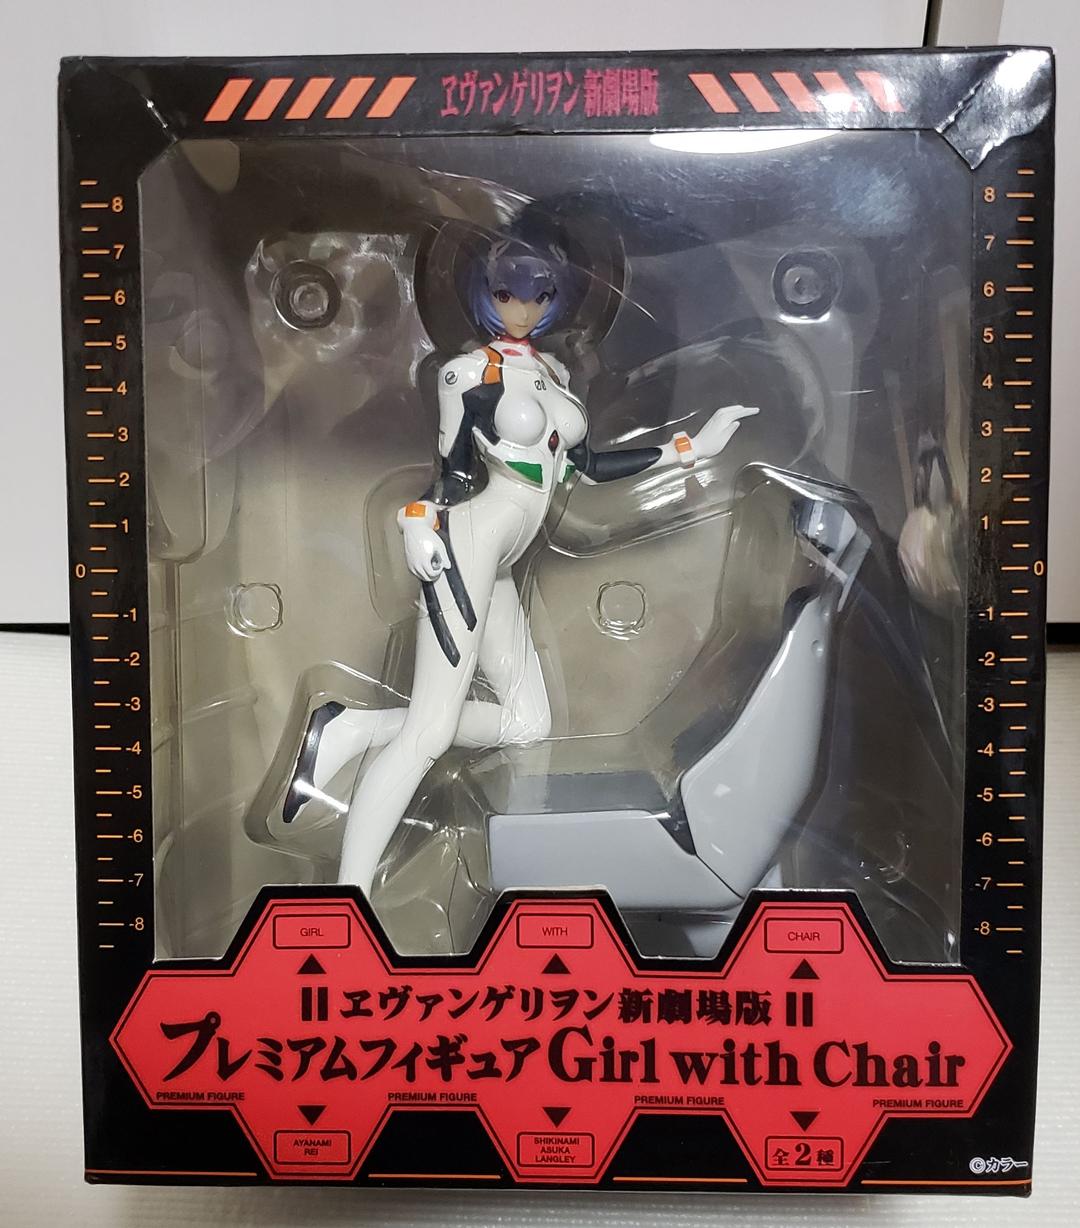 ヱヴァンゲリヲン新劇場版
8 8
7 7
6 6
5 5
4 4
3 3
2 2
1 1
0 0
-1 -1
-2 -2
-3 -3
-4 -4
-5 -5
-6 -6
-7 -7
-8 -8
00
GIRL WITH CHAIR
ヱヴァンゲリヲン新劇場版
プレミアムフィギュア Girl with Chair
PREMIUM FIGURE PREMIUM FIGURE PREMIUM FIGURE PREMIUM FIGURE
AYANAMI
REI
SHIKINAMI
ASUKA
LANGLEY
全2種
©カラー